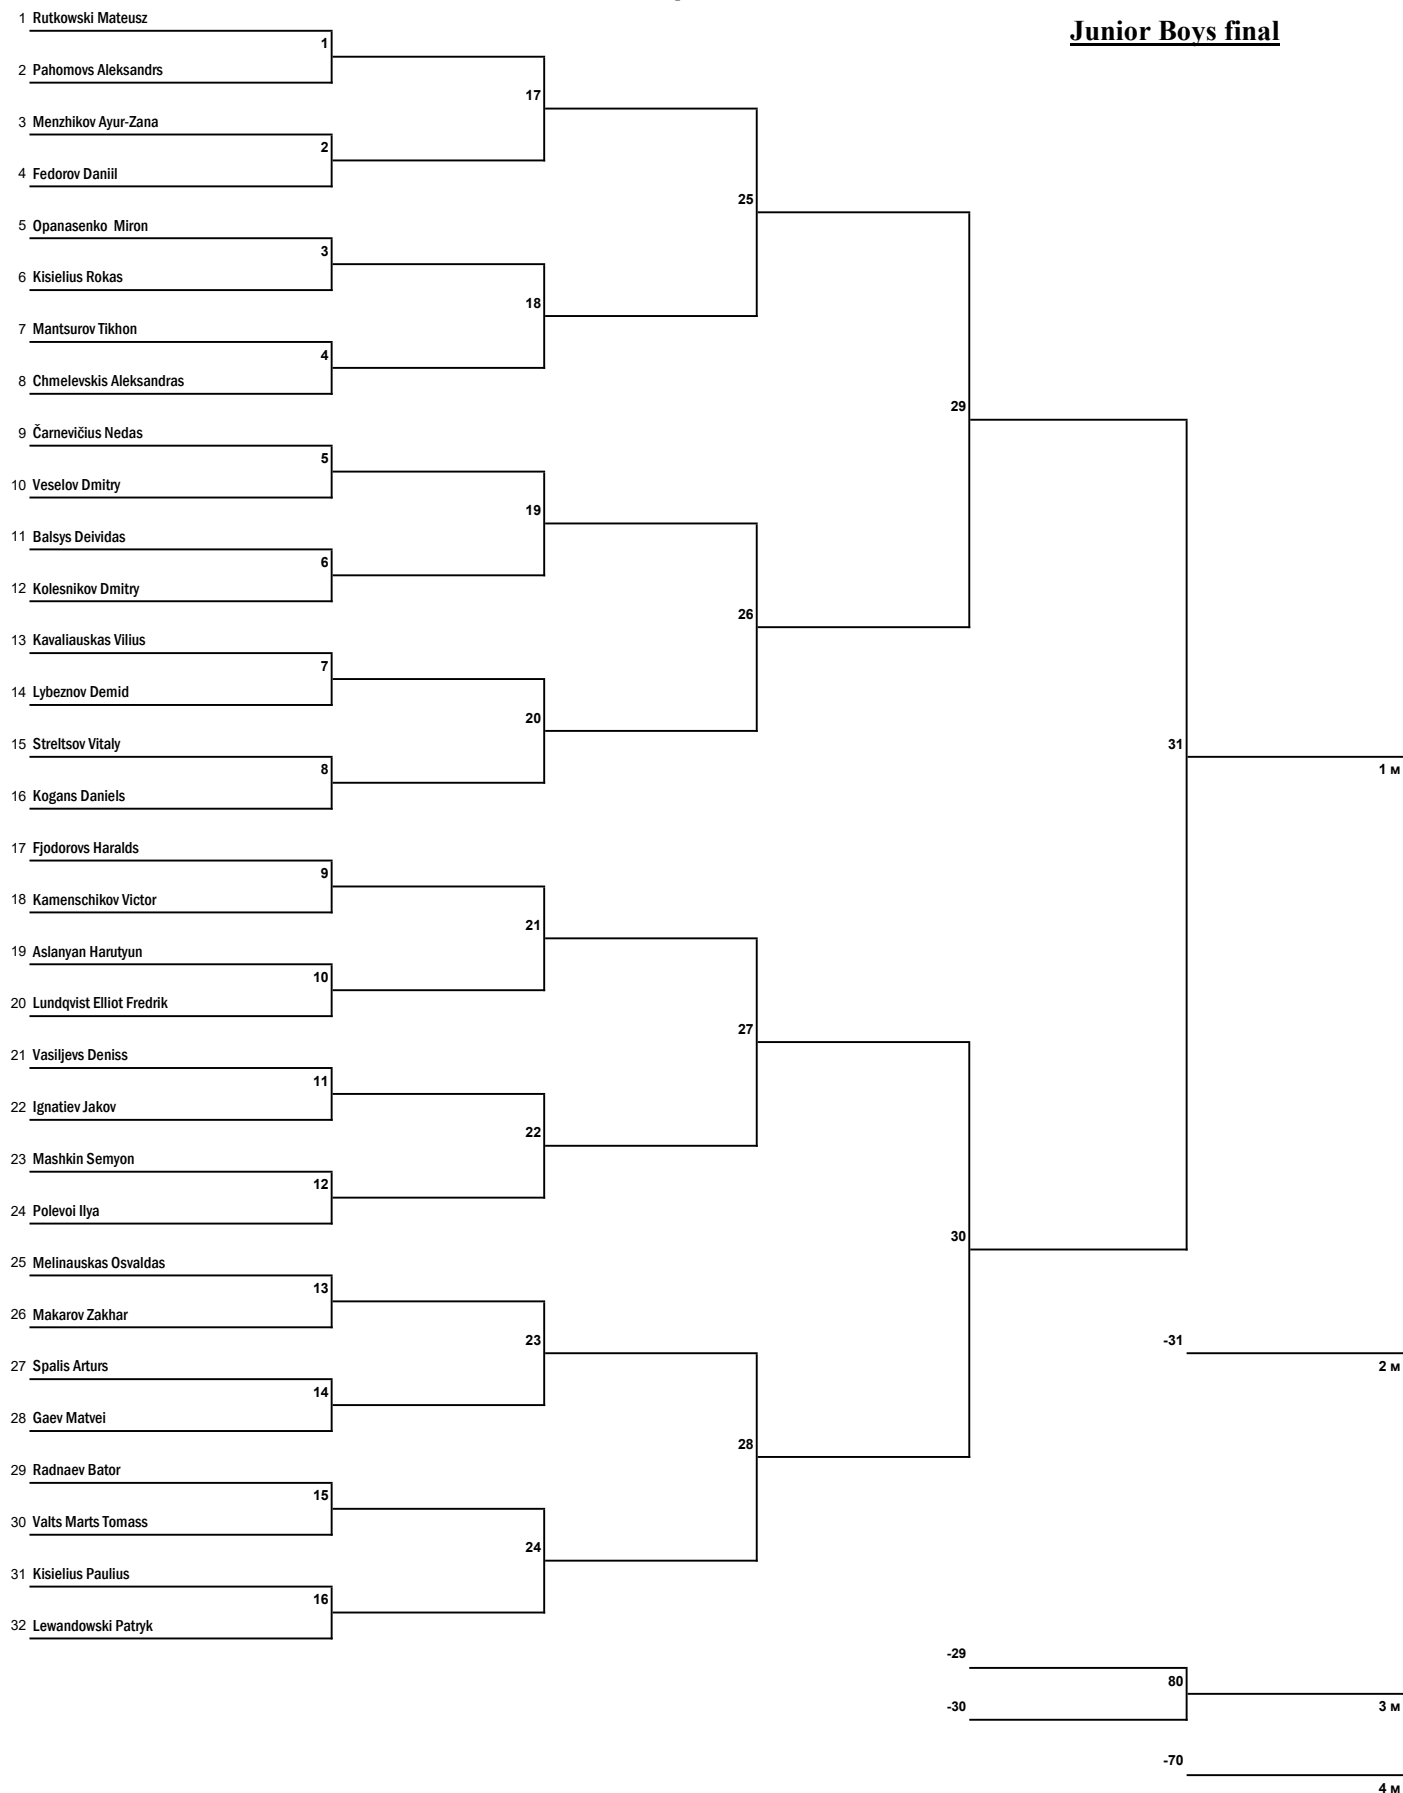 Junior Boys final
1 Rutkowski Mateusz
1
2 Pahomovs Aleksandrs
17
3 Menzhikov Ayur-Zana
2
4 Fedorov Daniil
25
5 Opanasenko Miron
3
6 Kisielius Rokas
18
7 Mantsurov Tikhon
4
8 Chmelevskis Aleksandras
29
9 Čarnevičius Nedas
5
10 Veselov Dmitry
19
11 Balsys Deividas
6
12 Kolesnikov Dmitry
26
13 Kavaliauskas Vilius
7
14 Lybeznov Demid
20
15 Streltsov Vitaly
31
8
1 м
16 Kogans Daniels
17 Fjodorovs Haralds
9
18 Kamenschikov Victor
21
19 Aslanyan Harutyun
10
20 Lundqvist Elliot Fredrik
27
21 Vasiljevs Deniss
11
22 Ignatiev Jakov
22
23 Mashkin Semyon
12
24 Polevoi Ilya
30
25 Melinauskas Osvaldas
13
26 Makarov Zakhar
23
-31
27 Spalis Arturs
2 м
14
28 Gaev Matvei
28
29 Radnaev Bator
15
30 Valts Marts Tomass
24
31 Kisielius Paulius
16
32 Lewandowski Patryk
-29
80
-30
3 м
-70
4 м